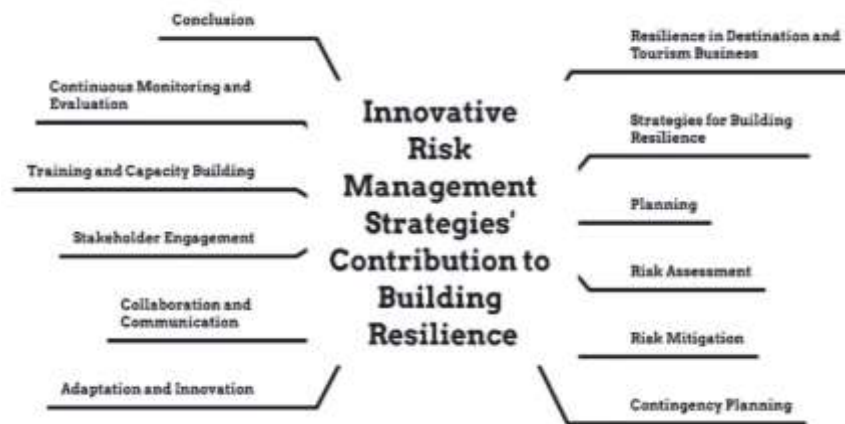 Conclusion
Continuous Monitoring and
Evaluation
Training and Capacity Building
Stakeholder Engagement
Collaboration and
Communication
Adaptation and Innovation
Innovative
Risk
Management
Strategies'
Contribution to
Building
Resilience
Resilience in Destination and
Tourism Business
Strategies for Building
Resilience
Planning
Risk Assessment
Risk Mitigation
Contingency Planning